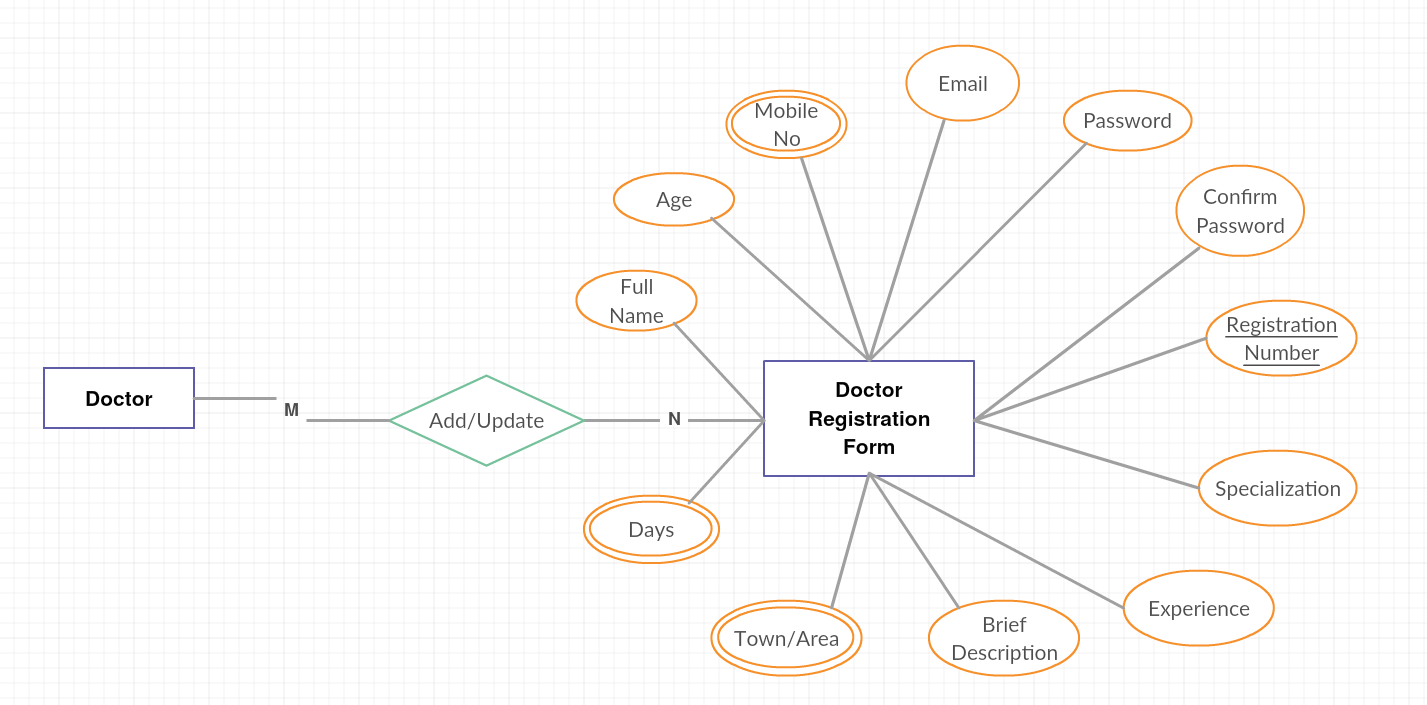 Email
Mobile
No
Password
Age
Confirm
Password
Full
Name
Registration
Number
Doctor
M
Add/Update
N
Doctor
Registration
Form
Specialization
Days
Experience
Town/Area
Brief
Description